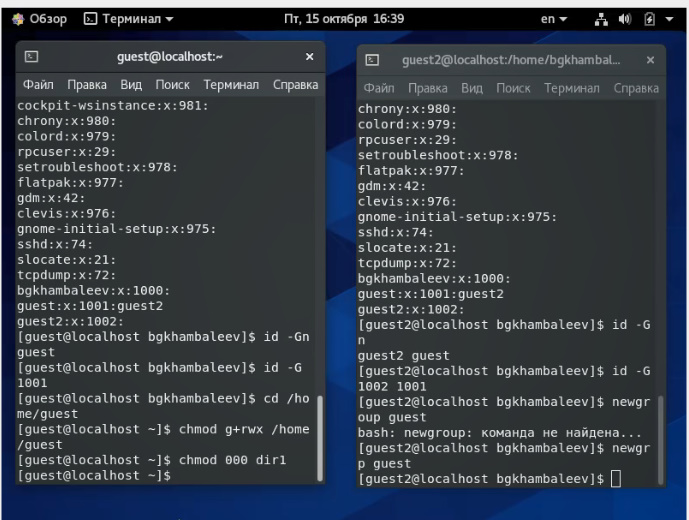 Обзор Терминал Пт, 15 октября 16:39 en
guest@localhost:~ ×
Файл Правка Вид Поиск Терминал Справка
cockpit-wsinstance:x:981:
chrony:x:980:
colord:x:979:
rpcuser:x:29:
setroubleshoot:x:978:
flatpak:x:977:
gdm:x:42:
clevis:x:976:
gnome-initial-setup:x:975:
sshd:x:74:
slocate:x:21:
tcpdump:x:72:
bgkhambaleev:x:1000:
guest:x:1001:guest2
guest2:x:1002:
[guest@localhost bgkhambaleev]$ id -Gn
guest
[guest@localhost bgkhambaleev]$ id -G
1001
[guest@localhost bgkhambaleev]$ cd /ho
me/guest
[guest@localhost ~]$ chmod g+rwx /home
/guest
[guest@localhost ~]$ chmod 000 dir1
[guest@localhost ~]$
guest2@localhost:/home/bgkhambal... ×
Файл Правка Вид Поиск Терминал Справка
chrony:x:980:
colord:x:979:
rpcuser:x:29:
setroubleshoot:x:978:
flatpak:x:977:
gdm:x:42:
clevis:x:976:
gnome-initial-setup:x:975:
sshd:x:74:
slocate:x:21:
tcpdump:x:72:
bgkhambaleev:x:1000:
guest:x:1001:guest2
guest2:x:1002:
[guest2@localhost bgkhambaleev]$ id -G
n
guest2 guest
[guest2@localhost bgkhambaleev]$ id -G
1002 1001
[guest2@localhost bgkhambaleev]$ newgr
oup guest
bash: newgroup: команда не найдена...
[guest2@localhost bgkhambaleev]$ newgr
p guest
[guest2@localhost bgkhambaleev]$